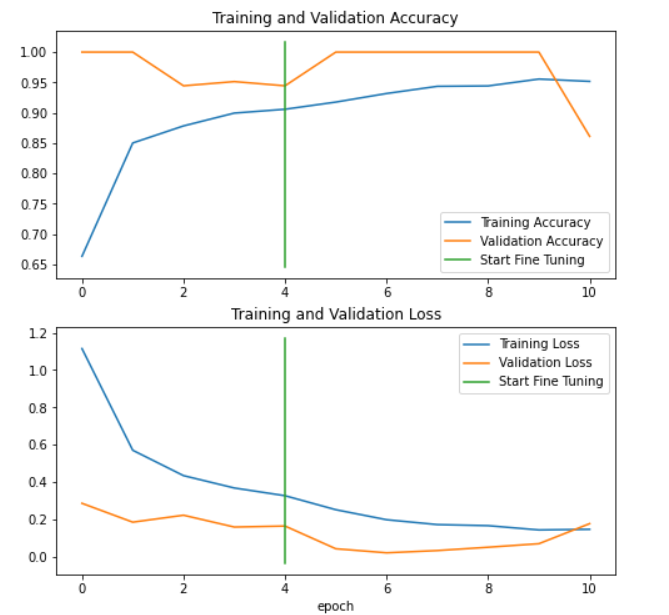 Training and Validation Accuracy
1.00
0.95
0.90
0.85
0.80
0.75
0.70
0.65
Training Accuracy
Validation Accuracy
Start Fine Tuning
0 2 4 6 8 10
Training and Validation Loss
1.2
1.0
0.8
0.6
0.4
0.2
0.0
Training Loss
Validation Loss
Start Fine Tuning
0 2 4 6 8 10
epoch